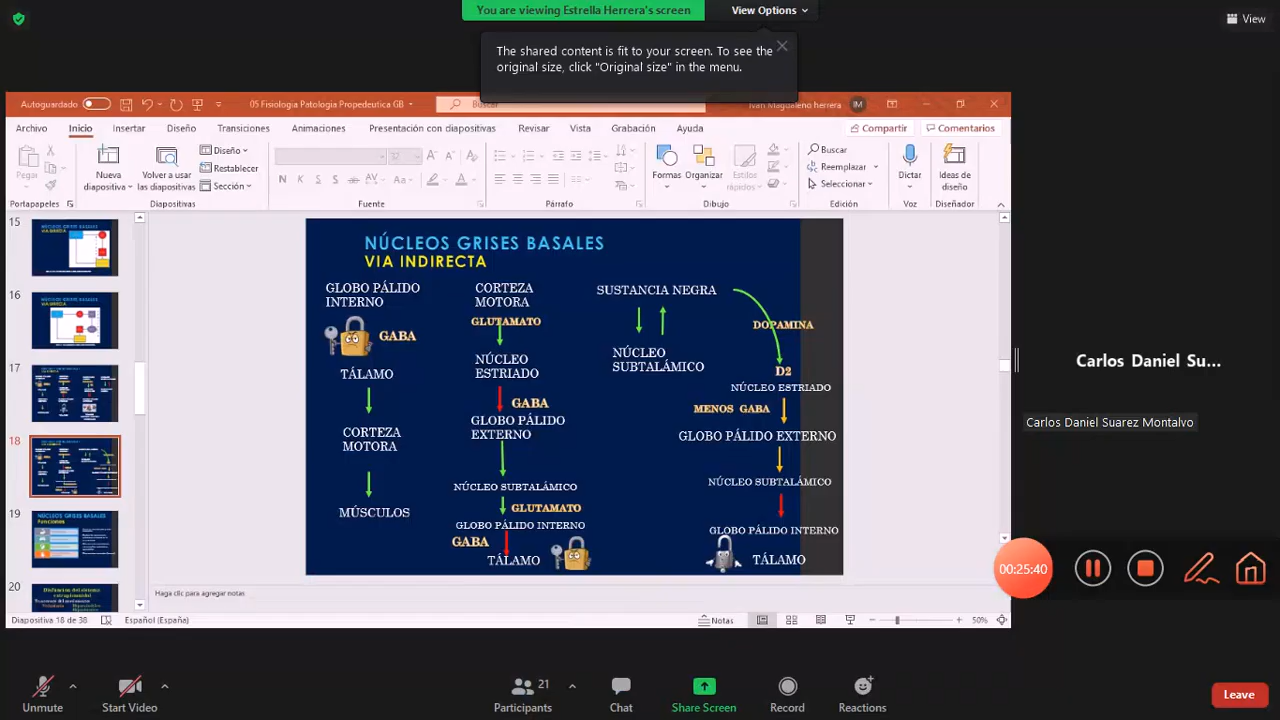 You are viewing Estrella Herrera's screen
View Options
View
The shared content is fit to your screen. To see the
original size, click "Original size" in the menu.
Autoguardado
05 Fisiologia Patologia Propedeutica GB
Buscar
Ivan Magdaleno herrera
IM
Archivo
Inicio
Insertar
Diseño
Transiciones
Animaciones
Presentación con diapositivas
Revisar
Vista
Grabación
Ayuda
Compartir
Comentarios
Pegar
Nueva
diapositiva
Volver a usar
las diapositivas
Diseño
Restablecer
Sección
N K S S ab AV Aa A
Formas
Organizar
Estilos
rápidos
Buscar
Reemplazar
Seleccionar
Dictar
Ideas de
diseño
Portapapeles
Diapositivas
Fuente
Párrafo
Dibujo
Edición
Voz
Diseñador
15
16
17
18
19
20
NÚCLEOS GRISES BASALES
VIA INDIRECTA
GLOBO PÁLIDO
INTERNO
GABA
TÁLAMO
CORTEZA
MOTORA
MÚSCULOS
CORTEZA
MOTORA
GLUTAMATO
NÚCLEO
ESTRIADO
GABA
GLOBO PÁLIDO
EXTERNO
NÚCLEO SUBTALÁMICO
GLUTAMATO
GLOBO PÁLIDO INTERNO
GABA
TÁLAMO
SUSTANCIA NEGRA
NÚCLEO
SUBTALÁMICO
DOPAMINA
D2
NÚCLEO ESTRIADO
MENOS GABA
GLOBO PÁLIDO EXTERNO
NÚCLEO SUBTALÁMICO
GLOBO PÁLIDO INTERNO
TÁLAMO
Haga clic para agregar notas
Diapositiva 18 de 38
Español (España)
Notas
50%
Carlos Daniel Su...
Carlos Daniel Suarez Montalvo
00:25:40
Unmute
Start Video
21
Participants
Chat
Share Screen
Record
Reactions
Leave